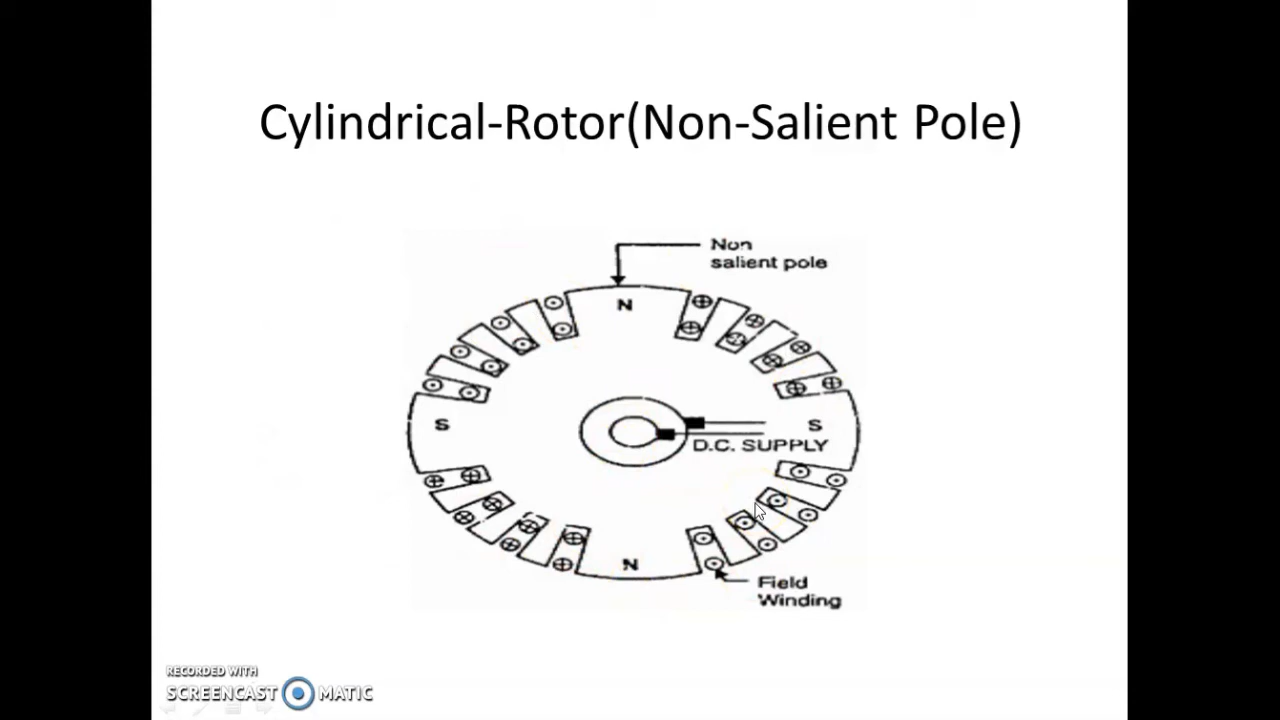 Cylindrical-Rotor(Non-Salient Pole)
Non
salient pole
N
S
S
D.C. SUPPLY
N
Field
Winding
RECORDED WITH
SCREENCAST MATIC